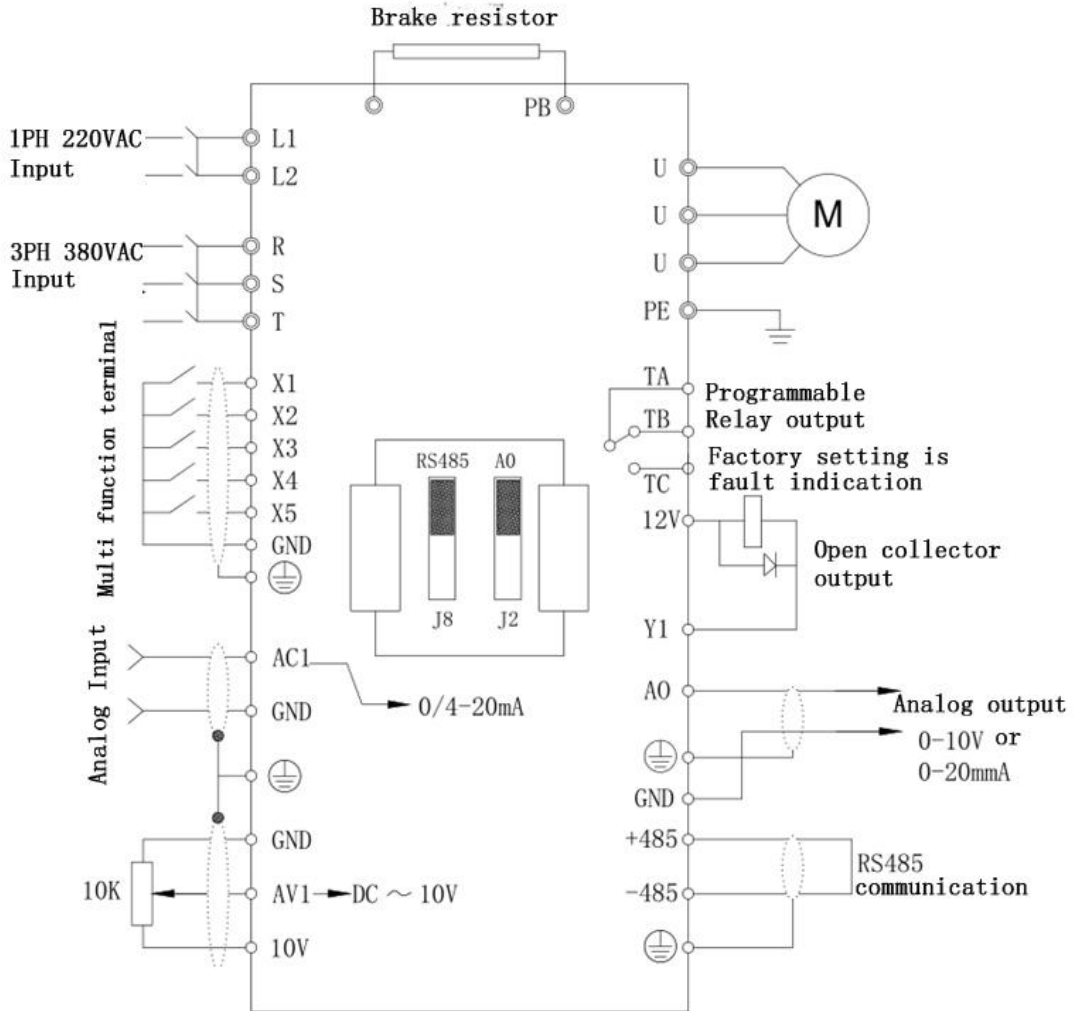 Brake resistor
PB
1PH 220VAC
Input
L1
L2
3PH 380VAC
Input
R
S
T
Multi function terminal
X1
X2
X3
X4
X5
GND
Analog Input
AC1
0/4-20mA
GND
GND
10K
AV1
DC ～ 10V
10V
RS485
AO
J8
J2
U
U
U
M
PE
TA
TB
TC
Programmable
Relay output
Factory setting is
fault indication
12V
Open collector
output
Y1
AO
Analog output
0-10V or
0-20mmA
GND
+485
-485
RS485
communication